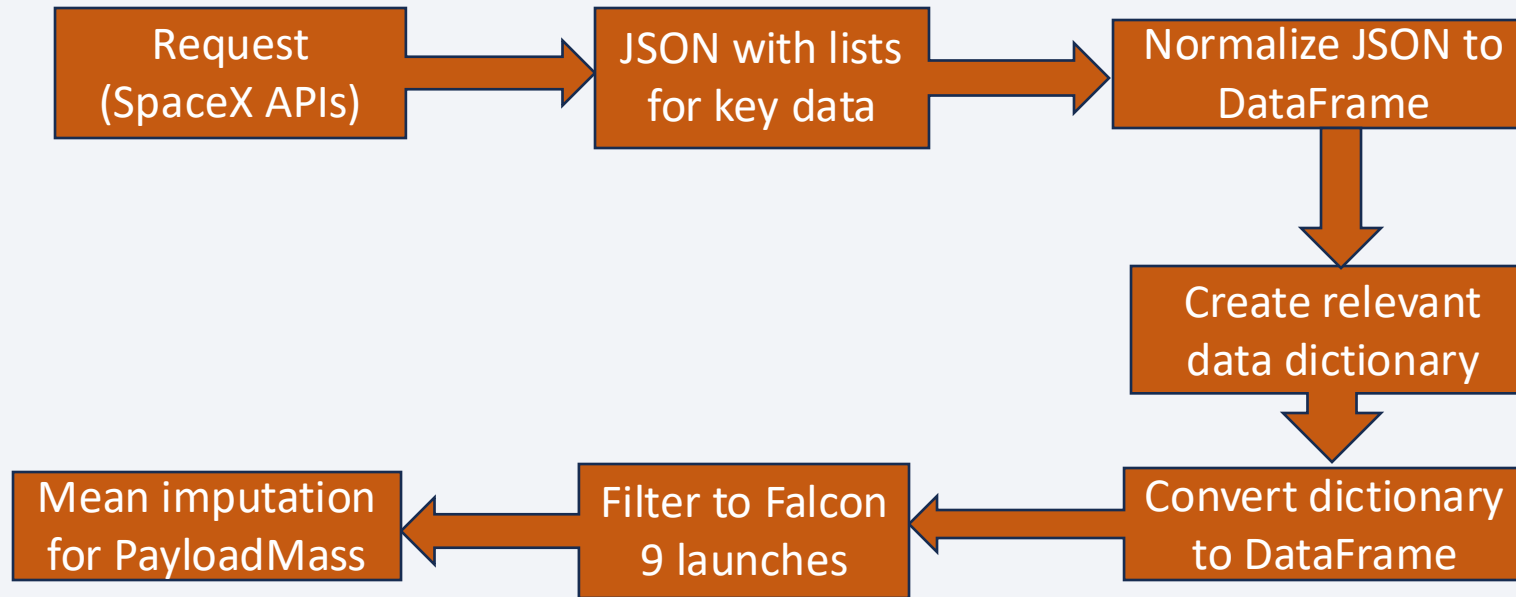 Request
(SpaceX APIs)
JSON with lists
for key data
Normalize JSON to
DataFrame
Create relevant
data dictionary
Convert dictionary
to DataFrame
Filter to Falcon
9 launches
Mean imputation
for PayloadMass